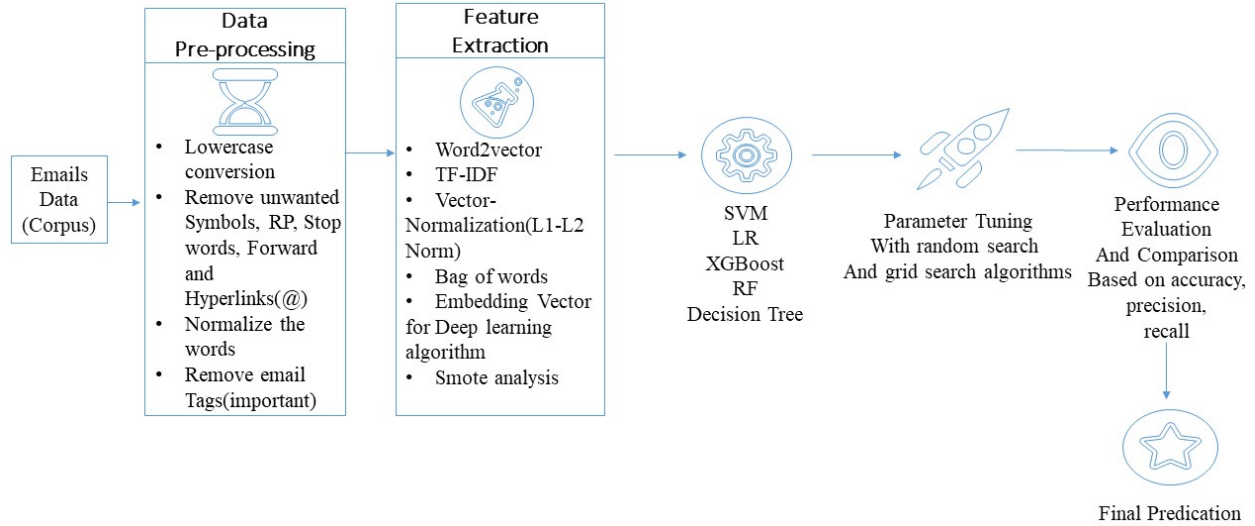 Emails
Data
(Corpus)
Data
Pre-processing
• Lowercase
conversion
• Remove unwanted
Symbols, RP, Stop
words, Forward
and
Hyperlinks(@)
• Normalize the
words
• Remove email
Tags(important)
Feature
Extraction
• Word2vector
• TF-IDF
• Vector-
Normalization(L1-L2
Norm)
• Bag of words
• Embedding Vector
for Deep learning
algorithm
• Smote analysis
SVM
LR
XGBoost
RF
Decision Tree
Parameter Tuning
With random search
And grid search algorithms
Performance
Evaluation
And Comparison
Based on accuracy,
precision,
recall
Final Predication